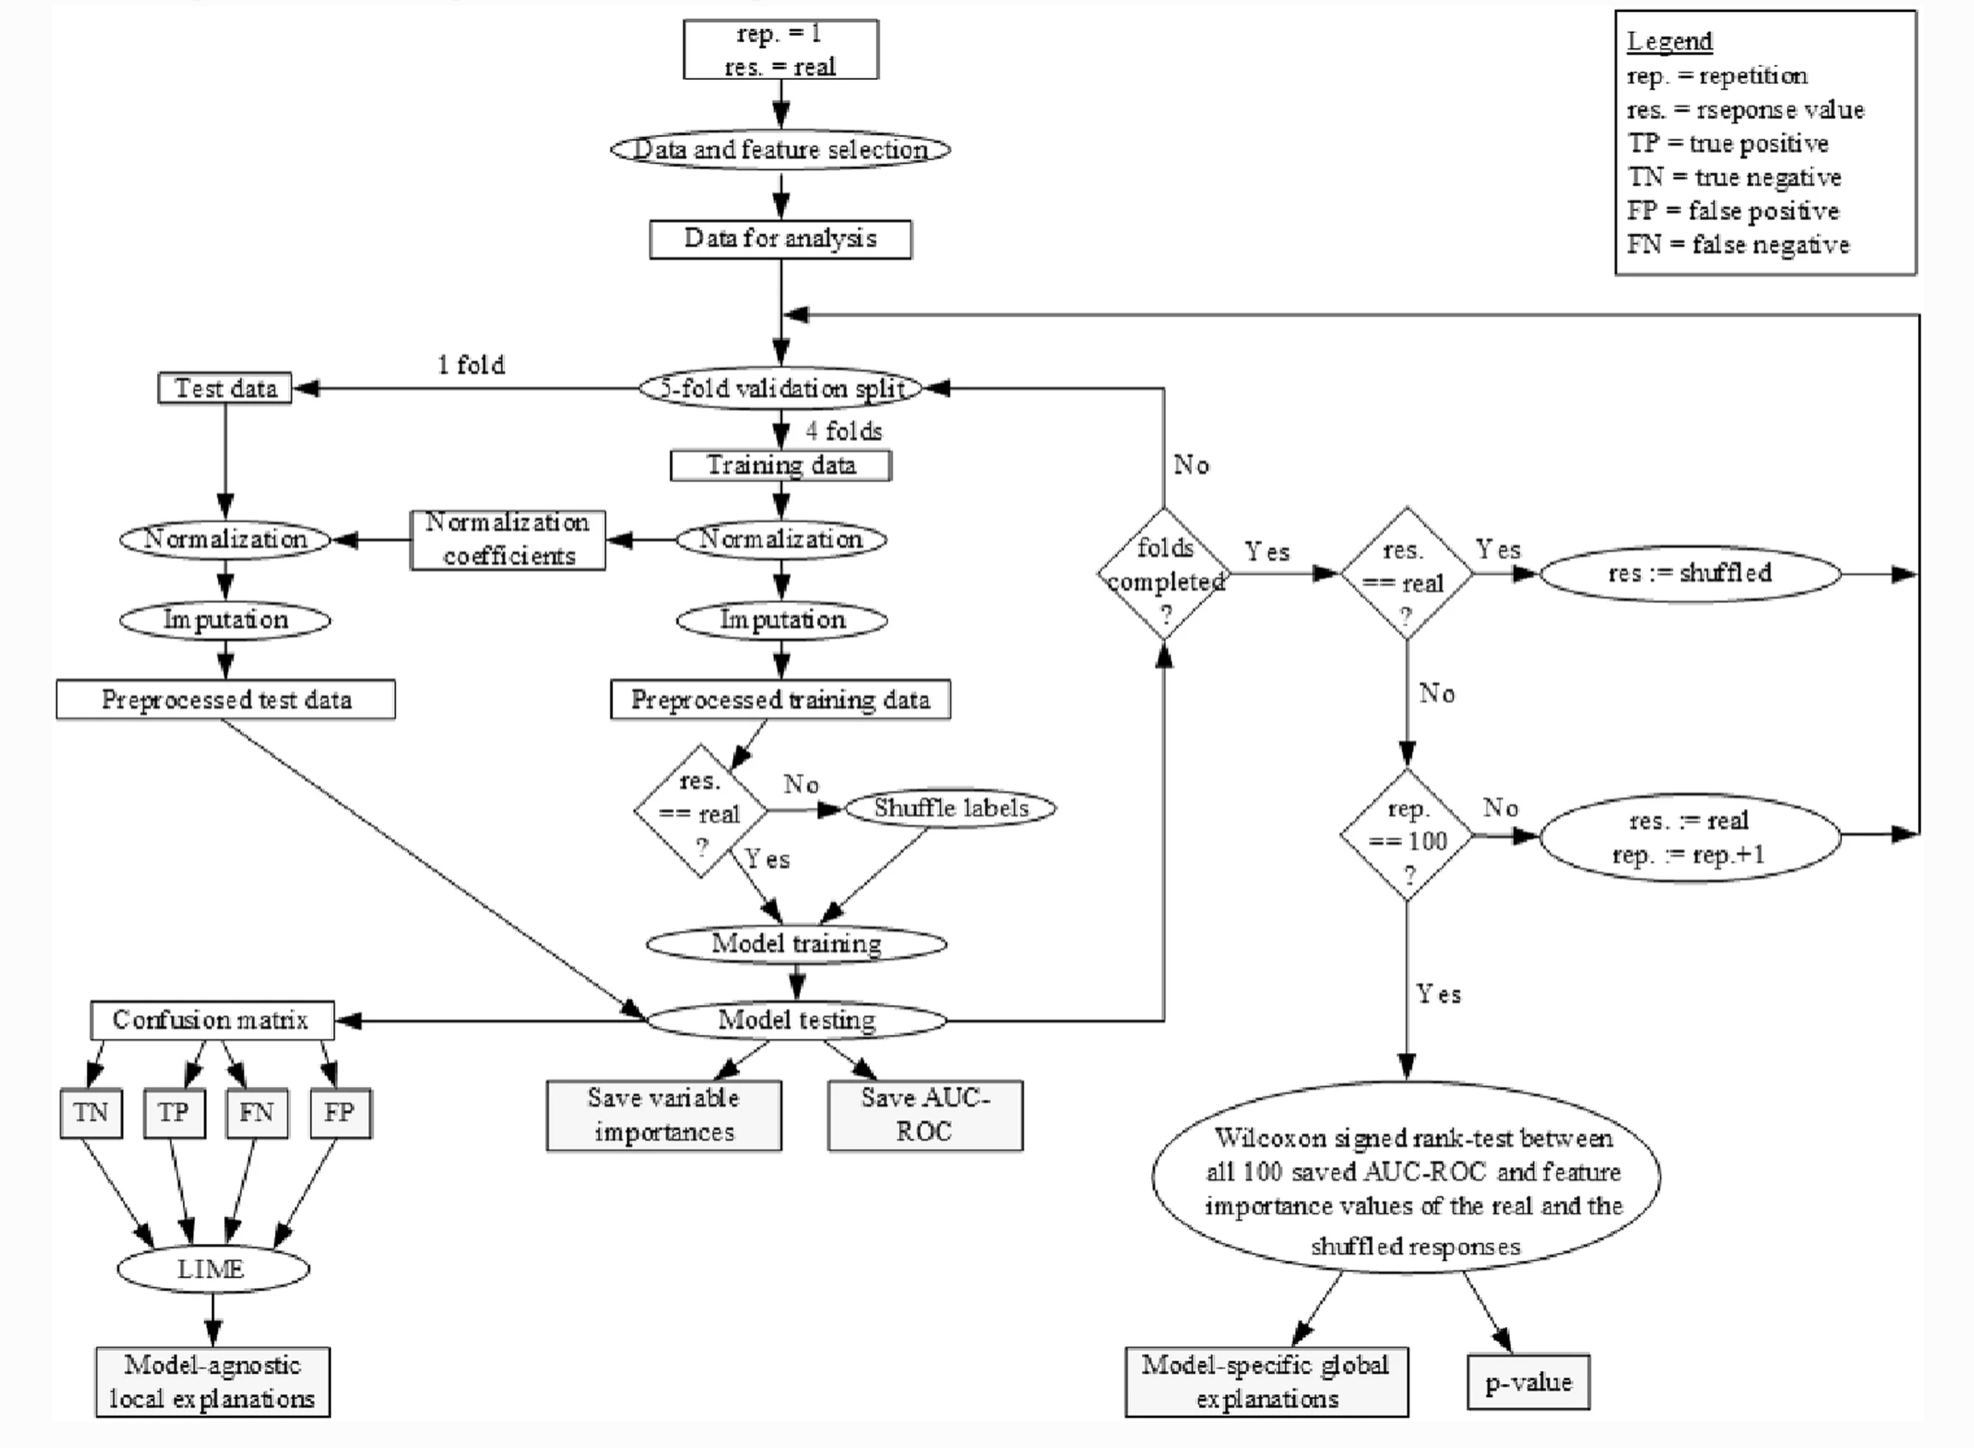 rep. = 1
res. = real
Legend
rep. = repetition
res. = rseponse value
TP = true positive
TN = true negative
FP = false positive
FN = false negative
Data and feature selection
Data for analysis
1 fold
Test data
5-fold validation split
4 folds
Training data
No
Normalization
Normalization
coefficients
Normalization
folds
completed
?
Yes
res.
== real
?
Yes
res := shuffled
Imputation
Imputation
No
Preprocessed test data
Preprocessed training data
res.
== real
?
No
Shuffle labels
Yes
rep.
== 100
?
No
res. := real
rep. := rep.+1
Model training
Yes
Confusion matrix
Model testing
TN
TP
FN
FP
Save variable
importances
Save AUC-
ROC
Wilcoxon signed rank-test between
all 100 saved AUC-ROC and feature
importance values of the real and the
shuffled responses
LIME
Model-agnostic
local explanations
Model-specific global
explanations
p-value